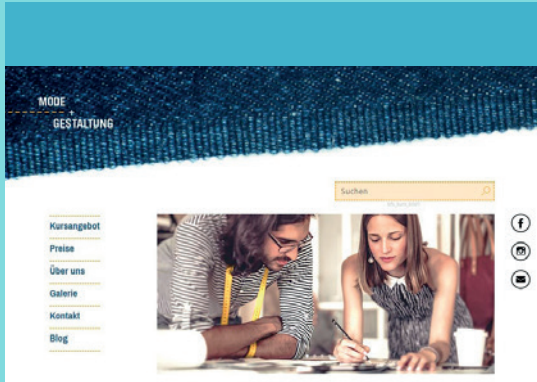 MODE
+
GESTALTUNG
Suchen
Kursangebot
Preise
Über uns
Galerie
Kontakt
Blog